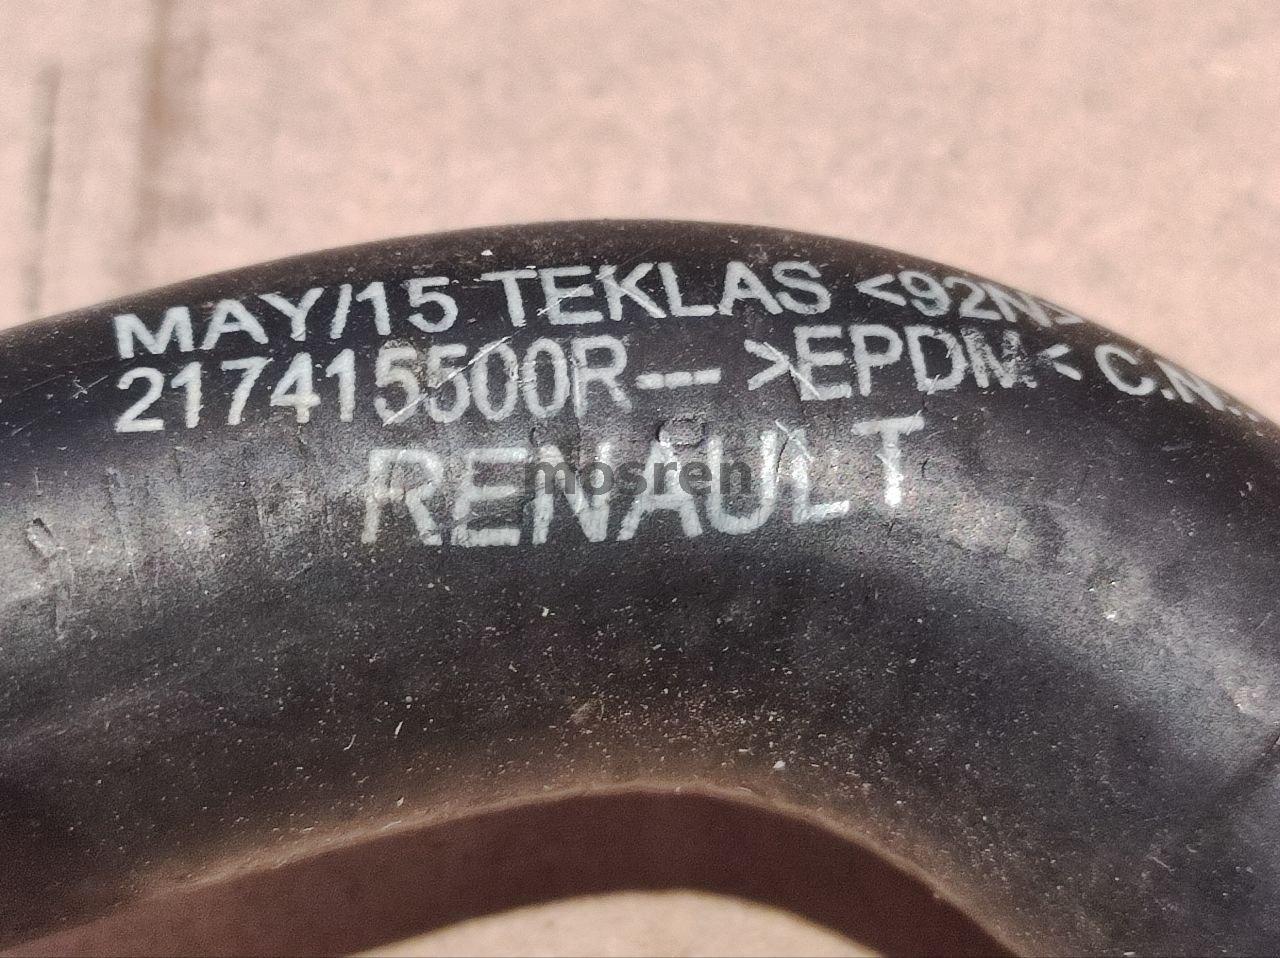 MAY/15 TEKLAS <92N>
217415500R--- >EPDM< C.N.
RENAULT
mosren